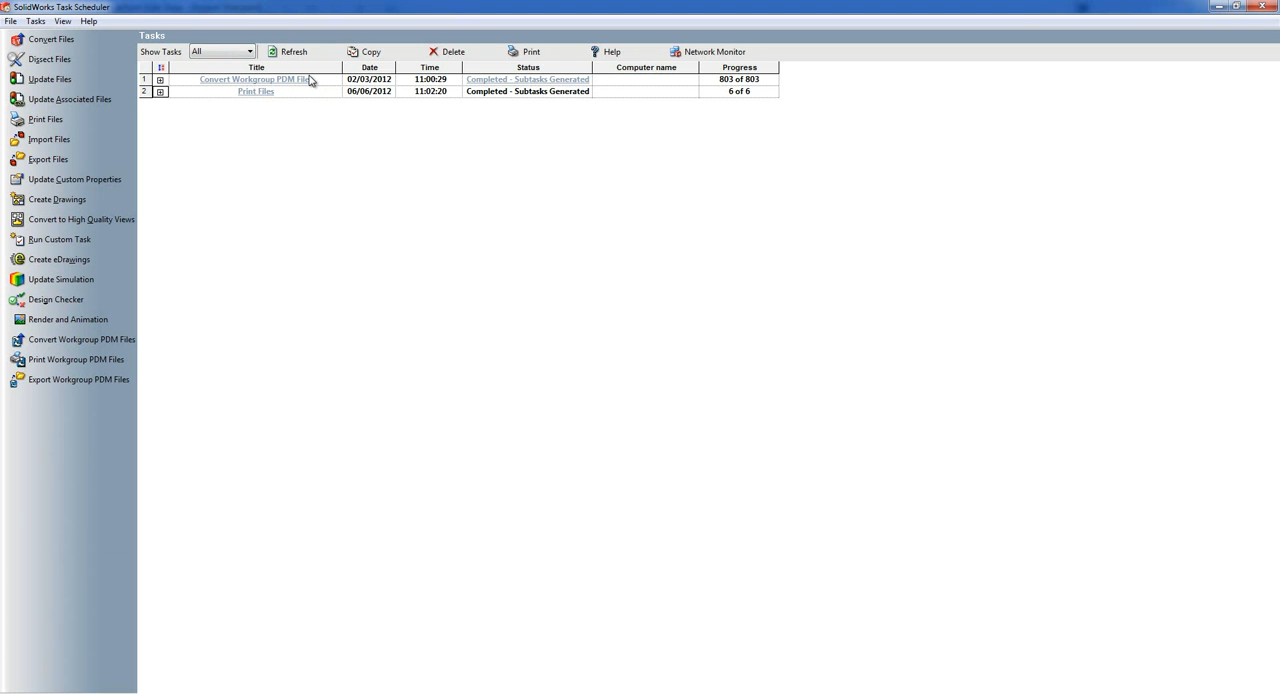 SolidWorks Task Scheduler
File Tasks View Help
Convert Files
Dissect Files
Update Files
Update Associated Files
Print Files
Import Files
Export Files
Update Custom Properties
Create Drawings
Convert to High Quality Views
Run Custom Task
Create eDrawings
Update Simulation
Design Checker
Render and Animation
Convert Workgroup PDM Files
Print Workgroup PDM Files
Export Workgroup PDM Files
Tasks
Show Tasks All Refresh Copy Delete Print Help Network Monitor
Title Date Time Status Computer name Progress
1 Convert Workgroup PDM Files 02/03/2012 11:00:29 Completed - Subtasks Generated 803 of 803
2 Print Files 06/06/2012 11:02:20 Completed - Subtasks Generated 6 of 6